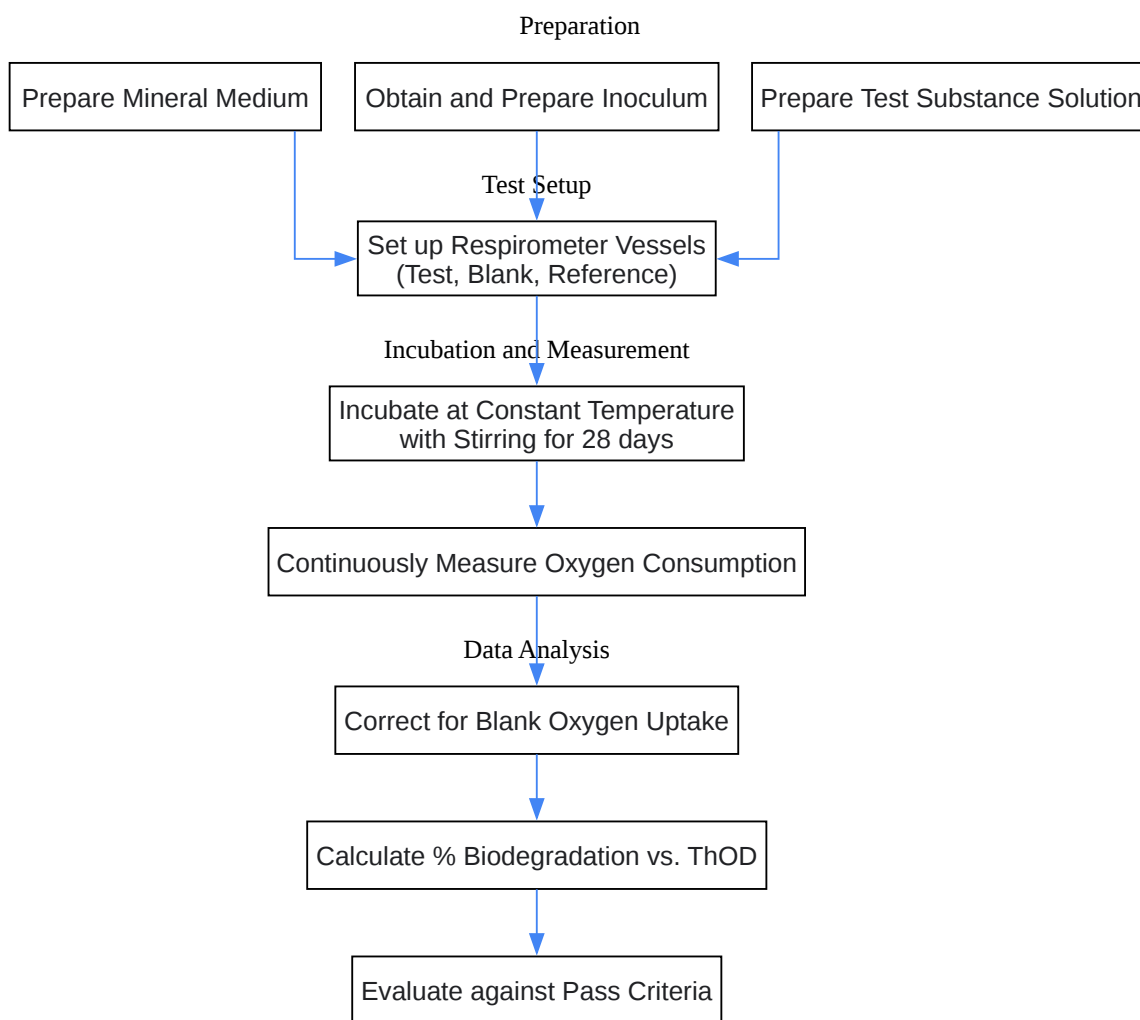 Preparation
Prepare Mineral Medium
Obtain and Prepare Inoculum
Prepare Test Substance Solution
Test Setup
Set up Respirometer Vessels
(Test, Blank, Reference)
Incubation and Measurement
Incubate at Constant Temperature
with Stirring for 28 days
Continuously Measure Oxygen Consumption
Data Analysis
Correct for Blank Oxygen Uptake
Calculate % Biodegradation vs. ThOD
Evaluate against Pass Criteria